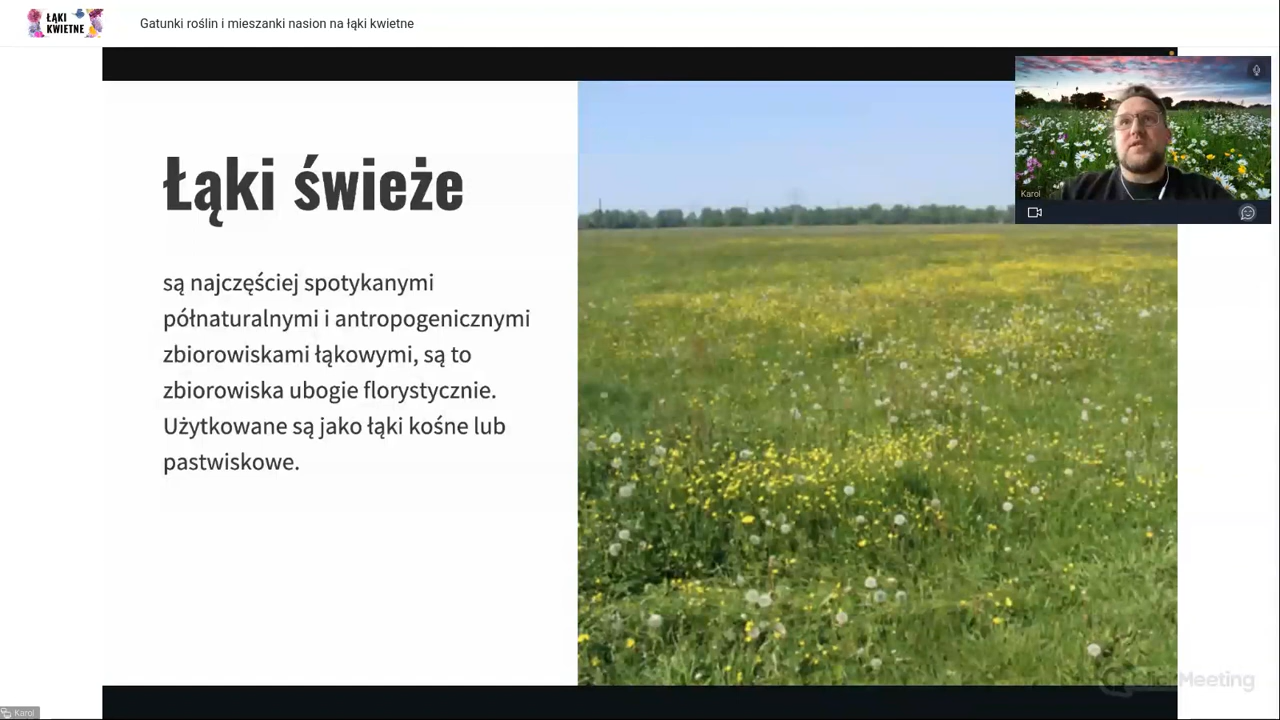 ŁĄKI
KWIETNE
Gatunki roślin i mieszanki nasion na łąki kwietne
Łąki świeże
są najczęściej spotykanymi
półnaturalnymi i antropogenicznymi
zbiorowiskami łąkowymi, są to
zbiorowiska ubogie florystycznie.
Użytkowane są jako łąki kośne lub
pastwiskowe.
Karol
ClickMeeting
Karol